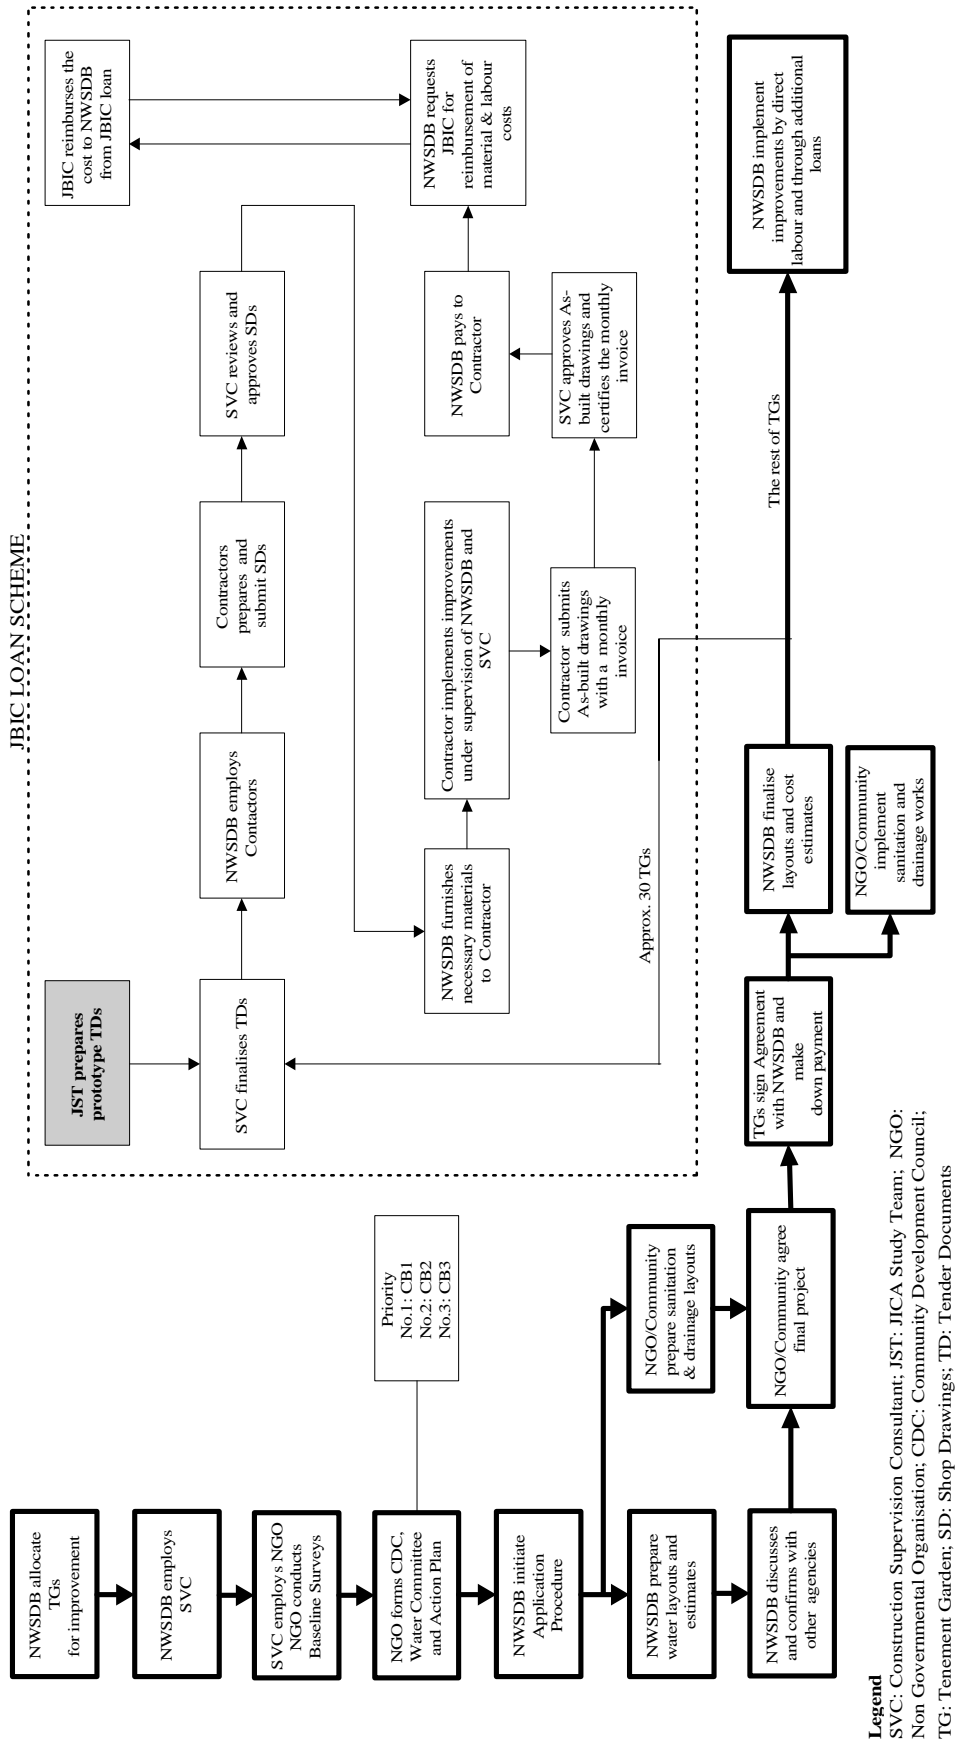 JBIC LOAN SCHEME
NWSDB allocate
TGs
for improvement
NWSDB employs
SVC
SVC employs NGO
NGO conducts
Baseline Surveys
NGO forms CDC,
Water Committee
and Action Plan
Priority
No.1: CB1
No.2: CB2
No.3: CB3
NWSDB initiate
Application
Procedure
NWSDB prepare
water layouts and
estimates
NGO/Community
prepare sanitation
& drainage layouts
NWSDB discusses
and confirms with
other agencies
NGO/Community agree
final project
TGs sign Agreement
with NWSDB and
make
down payment
NWSDB finalise
layouts and cost
estimates
NGO/Community
implement
sanitation and
drainage works
The rest of TGs
NWSDB implement
improvements by direct
labour and through additional
loans
Approx. 30 TGs
JST prepares
prototype TDs
SVC finalises TDs
NWSDB employs
Contactors
Contractors
prepares and
submit SDs
SVC reviews and
approves SDs
NWSDB furnishes
necessary materials
to Contractor
Contractor implements improvements
under supervision of NWSDB and
SVC
Contractor submits
As-built drawings
with a monthly
invoice
SVC approves As-
built drawings and
certifies the monthly
invoice
NWSDB pays to
Contractor
NWSDB requests
JBIC for
reimbursement of
material & labour
costs
JBIC reimburses the
cost to NWSDB
from JBIC loan
Legend
SVC: Construction Supervision Consultant; JST: JICA Study Team; NGO:
Non Governmental Organisation; CDC: Community Development Council;
TG: Tenement Garden; SD: Shop Drawings; TD: Tender Documents